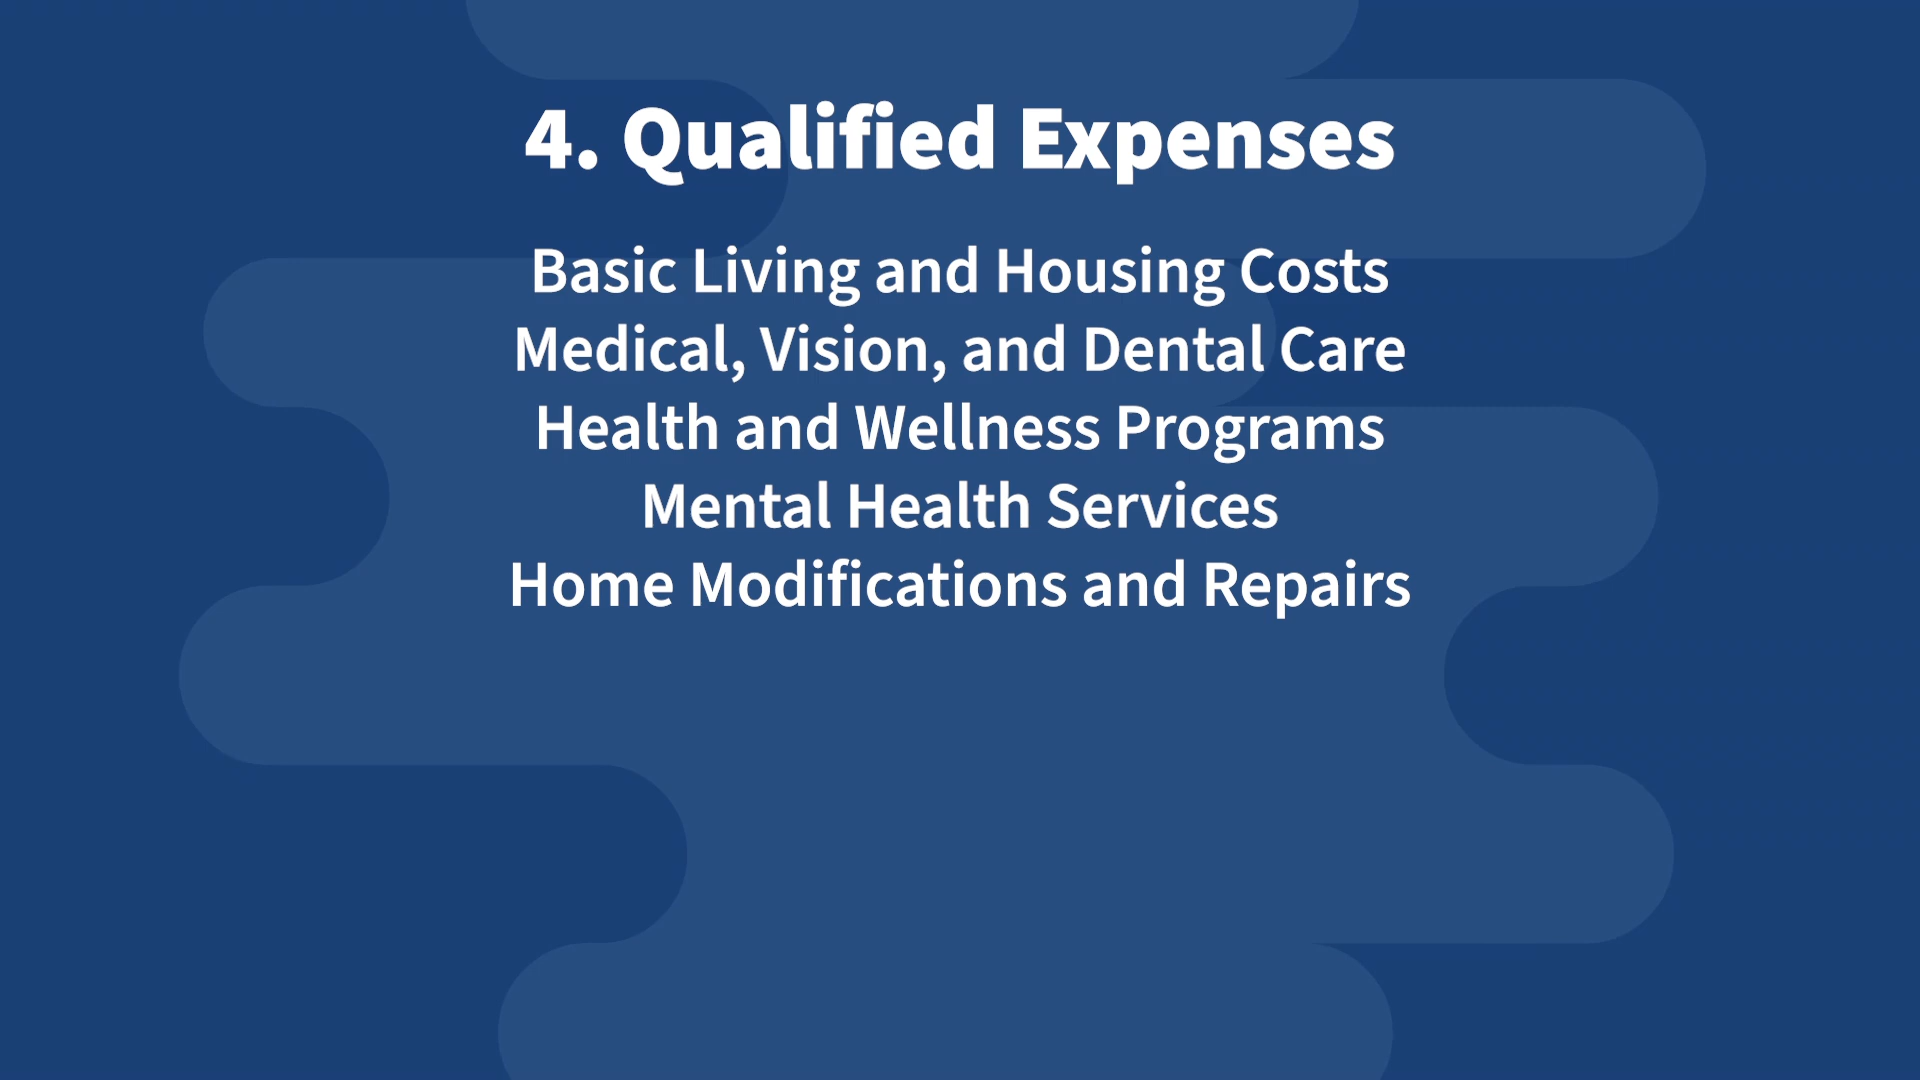 4. Qualified Expenses
Basic Living and Housing Costs
Medical, Vision, and Dental Care
Health and Wellness Programs
Mental Health Services
Home Modifications and Repairs